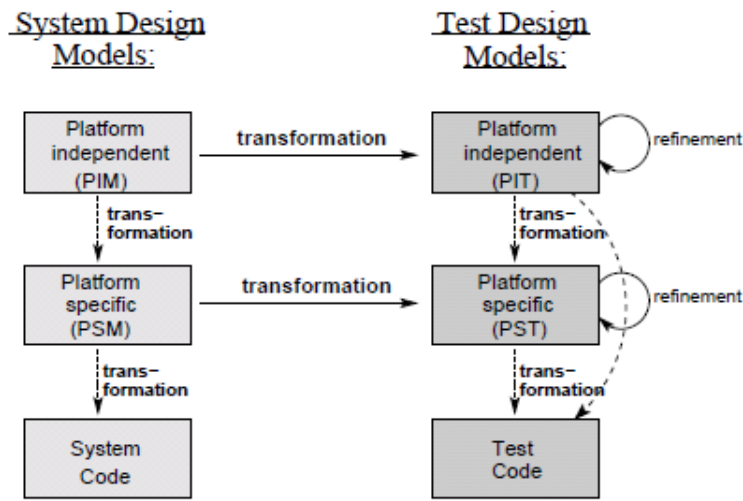 System Design
Models:
Test Design
Models:
Platform
independent
(PIM)
transformation
Platform
independent
(PIT)
refinement
trans-
formation
trans-
formation
Platform
specific
(PSM)
transformation
Platform
specific
(PST)
refinement
trans-
formation
trans-
formation
System
Code
Test
Code